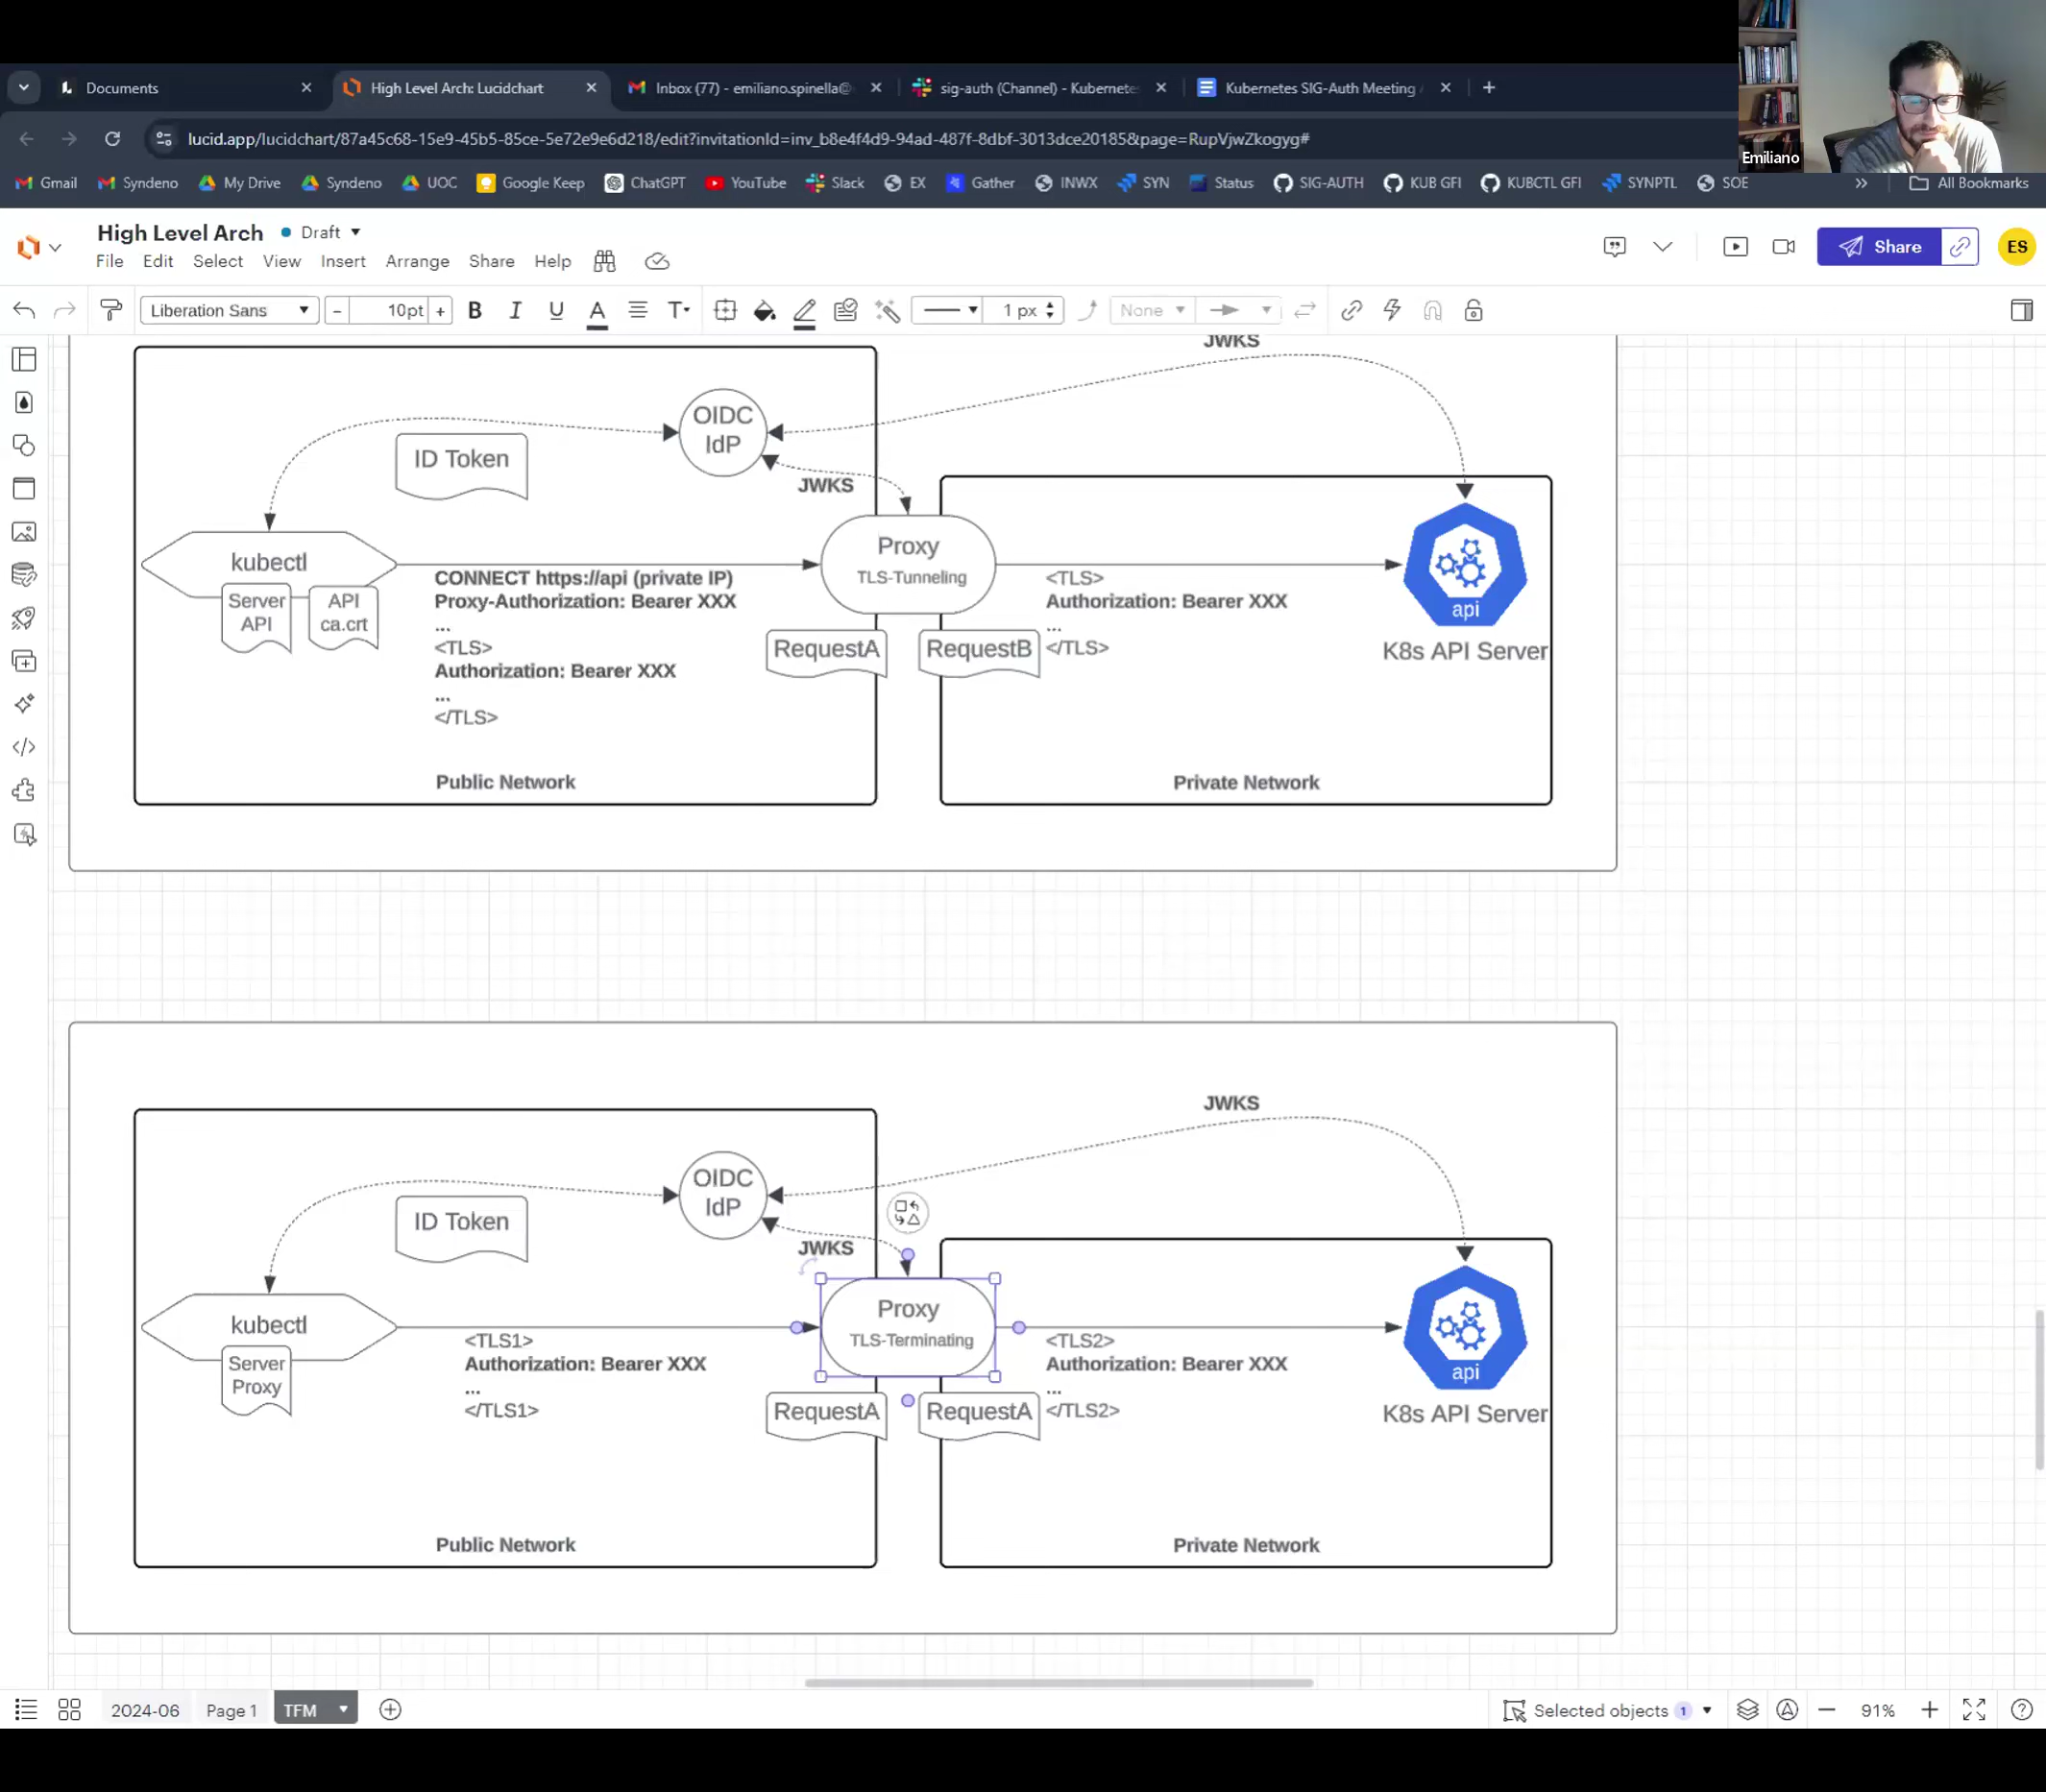 Emiliano
Documents
High Level Arch: Lucidchart
Inbox (77) - emiliano.spinella@
sig-auth (Channel) - Kubernete
Kubernetes SIG-Auth Meeting
lucid.app/lucidchart/87a45c68-15e9-45b5-85ce-5e72e9e6d218/edit?invitationId=inv_b8e4f4d9-94ad-487f-8dbf-3013dce20185&page=RupVjwZkogyg#
Gmail
Syndeno
My Drive
Syndeno
UOC
Google Keep
ChatGPT
YouTube
Slack
EX
Gather
INWX
SYN
Status
SIG-AUTH
KUB GFI
KUBCTL GFI
SYNPTL
SOE
»
All Bookmarks
High Level Arch
Draft
File Edit Select View Insert Arrange Share Help
Share
ES
Liberation Sans
- 10pt +
B I U A T
1 px
None
JWKS
OIDC
IdP
ID Token
JWKS
kubectl
Server
API
API
ca.crt
CONNECT https://api (private IP)
Proxy-Authorization: Bearer XXX
...
<TLS>
Authorization: Bearer XXX
...
</TLS>
Proxy
TLS-Tunneling
RequestA
RequestB
<TLS>
Authorization: Bearer XXX
...
</TLS>
api
K8s API Server
Public Network
Private Network
JWKS
OIDC
IdP
ID Token
JWKS
kubectl
Server
Proxy
<TLS1>
Authorization: Bearer XXX
...
</TLS1>
Proxy
TLS-Terminating
RequestA
RequestA
<TLS2>
Authorization: Bearer XXX
...
</TLS2>
api
K8s API Server
Public Network
Private Network
2024-06
Page 1
TFM
Selected objects 1
91%